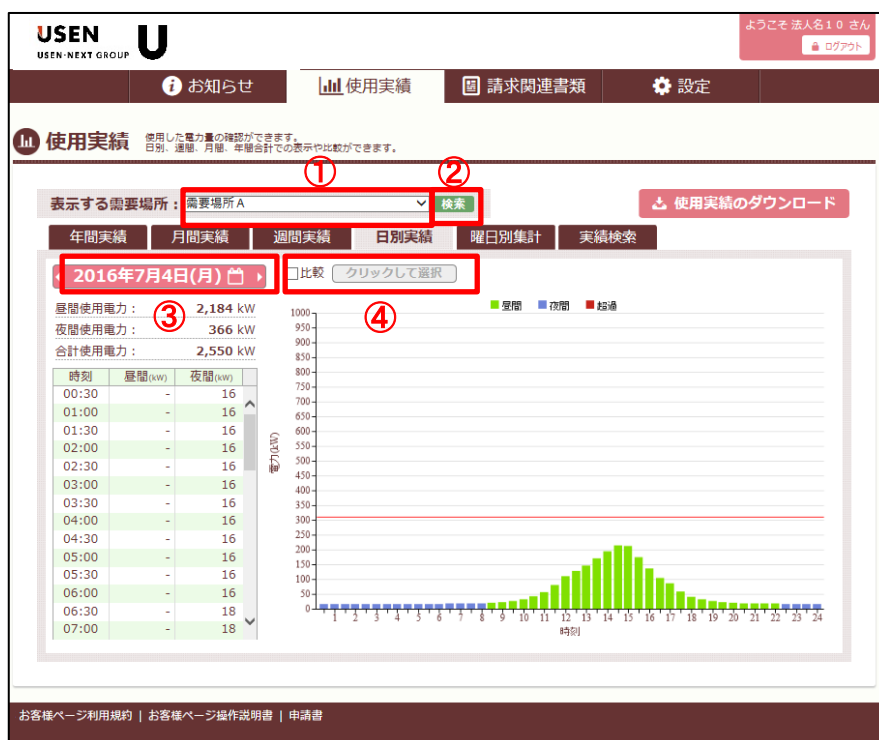 USEN
USEN-NEXT GROUP
U
ようこそ 法人名10 さん
ログアウト
お知らせ
使用実績
請求関連書類
設定
使用実績
使用した電力量の確認ができます。
日別、週間、月間、年間合計での表示や比較ができます。
①
②
表示する需要場所：
需要場所A
検索
使用実績のダウンロード
年間実績
月間実績
週間実績
日別実績
曜日別集計
実績検索
2016年7月4日(月)
比較
クリックして選択
③
④
昼間使用電力： 2,184 kW
夜間使用電力： 366 kW
合計使用電力： 2,550 kW
時刻 昼間(kW) 夜間(kW)
00:30 - 16
01:00 - 16
01:30 - 16
02:00 - 16
02:30 - 16
03:00 - 16
03:30 - 16
04:00 - 16
04:30 - 16
05:00 - 16
05:30 - 16
06:00 - 16
06:30 - 18
07:00 - 18
昼間 夜間 超過
1000
950
900
850
800
750
700
650
600
550
500
450
400
350
300
250
200
150
100
50
0
電力(kW)
1 2 3 4 5 6 7 8 9 10 11 12 13 14 15 16 17 18 19 20 21 22 23 24
時刻
お客様ページ利用規約 | お客様ページ操作説明書 | 申請書